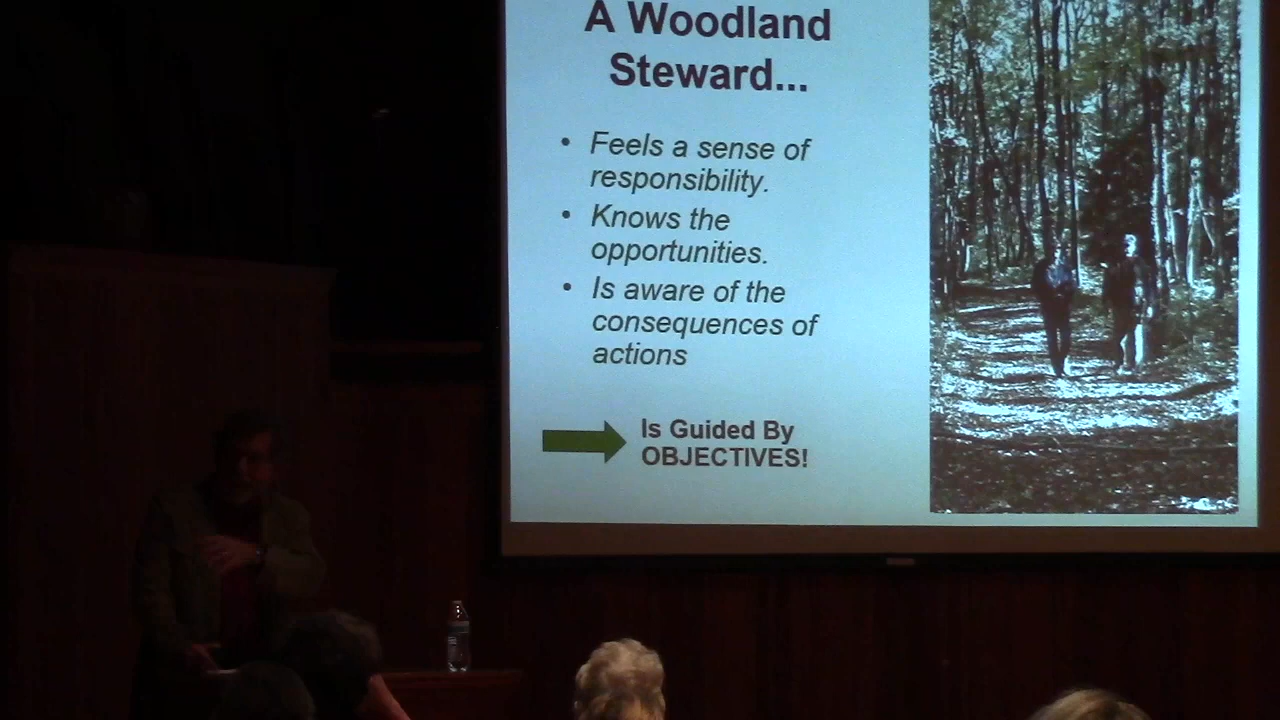 A Woodland
Steward...
• Feels a sense of
responsibility.
• Knows the
opportunities.
• Is aware of the
consequences of
actions
Is Guided By
OBJECTIVES!